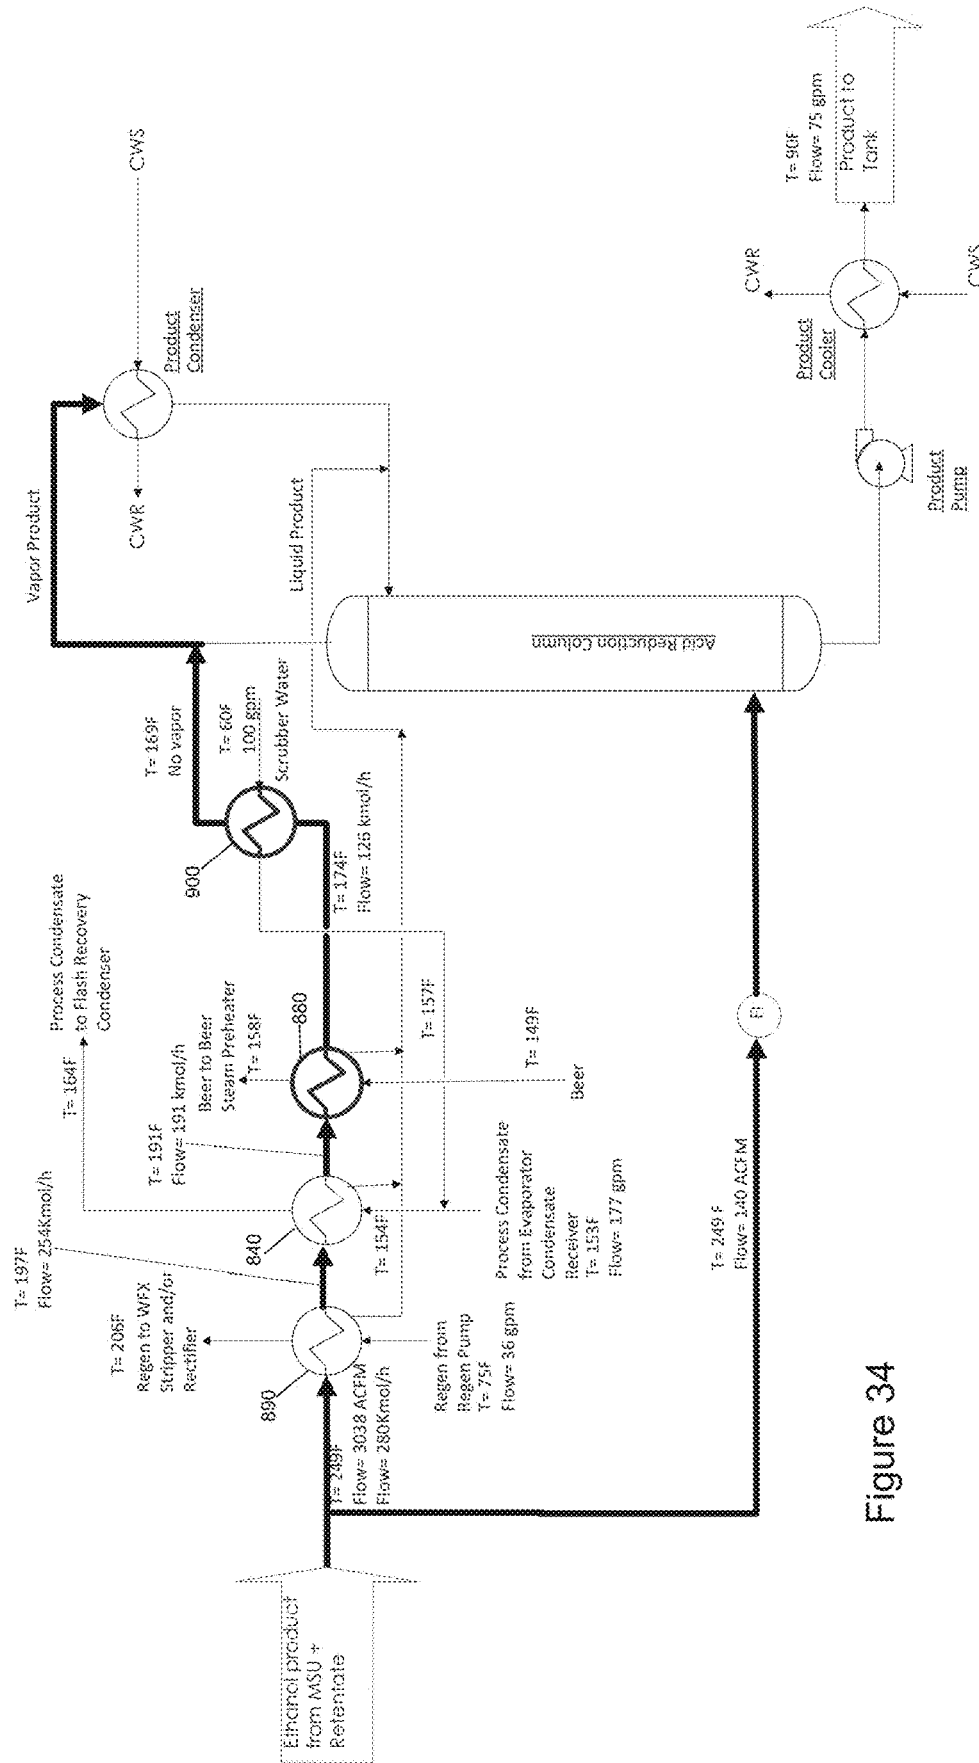 Ethanol product
from MSU +
Retentate
T= 249F
Flow= 3038 ACFM
Flow= 280Kmol/h
890
T= 206F
Regen to WFX
Stripper and/or
Rectifier
Regen from
Regen Pump
T= 75F
Flow= 36 gpm
T= 197F
Flow= 254Kmol/h
840
T= 154F
Process Condensate
from Evaporator
Condensate
Receiver
T= 153F
Flow= 177 gpm
T= 164F
Process Condensate
to Flash Recovery
Condenser
T= 191F
Flow= 191 kmol/h
Beer to Beer
Steam Preheater
T= 158F
880
T= 149F
Beer
T= 157F
T= 174F
Flow= 126 kmol/h
900
T= 60F
100 gpm
Scrubber Water
T= 169F
No vapor
Vapor Product
Liquid Product
CWR
CWS
Product
Condenser
Acid Reduction Column
T= 249 F
Flow= 140 ACFM
FI
Product
Pump
Product
Cooler
CWR
CWS
T= 90F
Flow= 75 gpm
Product to
Tank
Figure 34